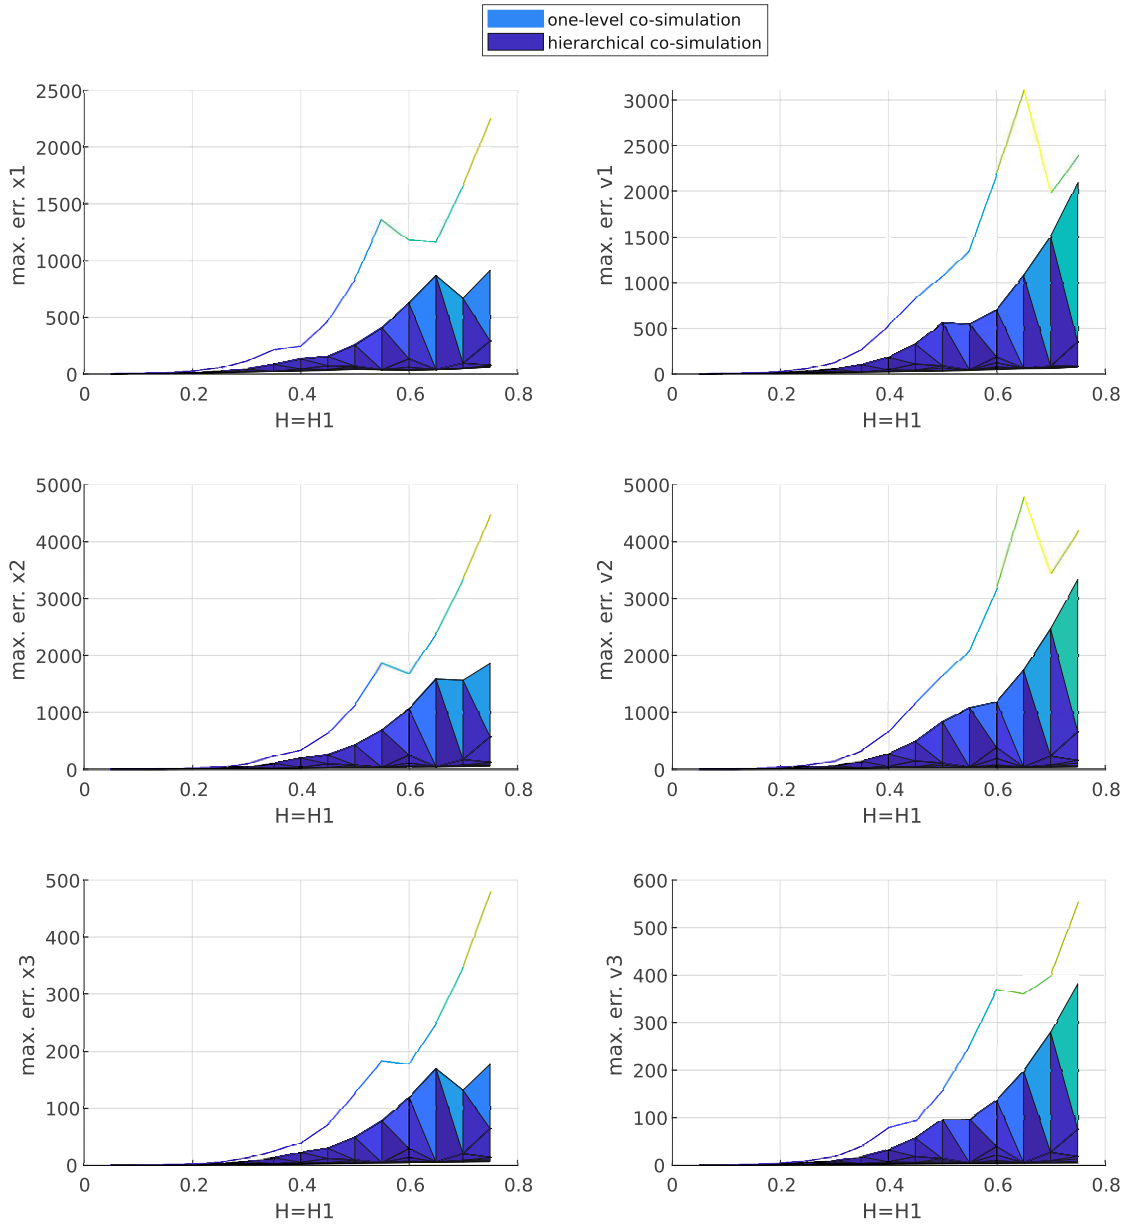 one-level co-simulation
hierarchical co-simulation
max. err. x1
2500
2000
1500
1000
500
0
0 0.2 0.4 0.6 0.8
H=H1
max. err. v1
3000
2500
2000
1500
1000
500
0
0 0.2 0.4 0.6 0.8
H=H1
max. err. x2
5000
4000
3000
2000
1000
0
0 0.2 0.4 0.6 0.8
H=H1
max. err. v2
5000
4000
3000
2000
1000
0
0 0.2 0.4 0.6 0.8
H=H1
max. err. x3
500
400
300
200
100
0
0 0.2 0.4 0.6 0.8
H=H1
max. err. v3
600
500
400
300
200
100
0
0 0.2 0.4 0.6 0.8
H=H1